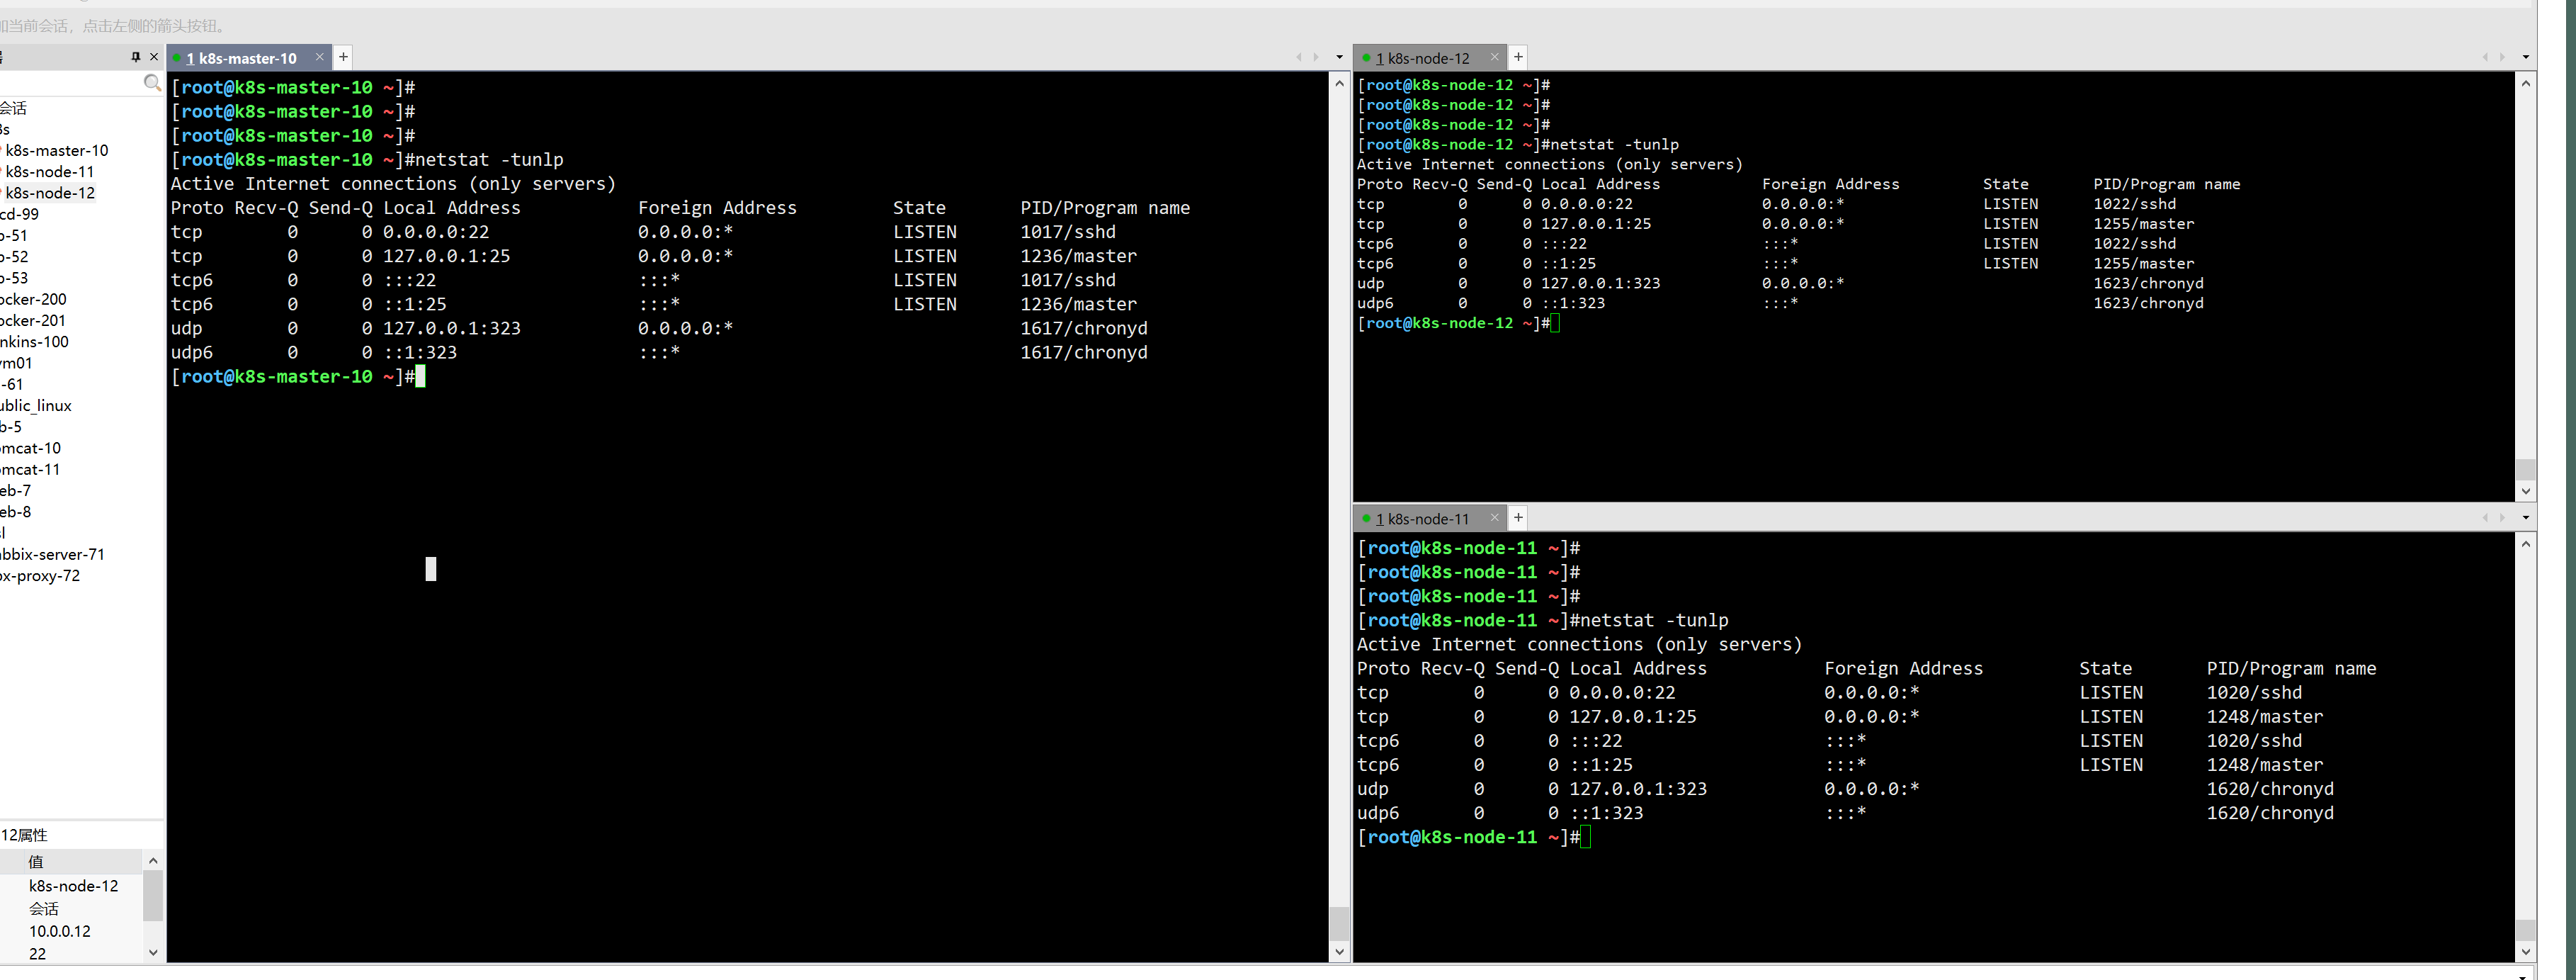 加当前会话，点击左侧的箭头按钮。
会话
k8s-master-10
k8s-node-11
k8s-node-12
cd-99
-51
-52
-53
ocker-200
ocker-201
nkins-100
vm01
-61
ublic_linux
b-5
omcat-10
omcat-11
eb-7
eb-8
bbix-server-71
x-proxy-72
12属性
值
k8s-node-12
会话
10.0.0.12
22
1 k8s-master-10 × +
[root@k8s-master-10 ~]#
[root@k8s-master-10 ~]#
[root@k8s-master-10 ~]#
[root@k8s-master-10 ~]#netstat -tunlp
Active Internet connections (only servers)
Proto Recv-Q Send-Q Local Address           Foreign Address         State       PID/Program name
tcp        0      0 0.0.0.0:22              0.0.0.0:*               LISTEN      1017/sshd
tcp        0      0 127.0.0.1:25            0.0.0.0:*               LISTEN      1236/master
tcp6       0      0 :::22                   :::*                    LISTEN      1017/sshd
tcp6       0      0 ::1:25                  :::*                    LISTEN      1236/master
udp        0      0 127.0.0.1:323           0.0.0.0:*                           1617/chronyd
udp6       0      0 ::1:323                 :::*                                1617/chronyd
[root@k8s-master-10 ~]#
1 k8s-node-12 × +
[root@k8s-node-12 ~]#
[root@k8s-node-12 ~]#
[root@k8s-node-12 ~]#
[root@k8s-node-12 ~]#netstat -tunlp
Active Internet connections (only servers)
Proto Recv-Q Send-Q Local Address           Foreign Address         State       PID/Program name
tcp        0      0 0.0.0.0:22              0.0.0.0:*               LISTEN      1022/sshd
tcp        0      0 127.0.0.1:25            0.0.0.0:*               LISTEN      1255/master
tcp6       0      0 :::22                   :::*                    LISTEN      1022/sshd
tcp6       0      0 ::1:25                  :::*                    LISTEN      1255/master
udp        0      0 127.0.0.1:323           0.0.0.0:*                           1623/chronyd
udp6       0      0 ::1:323                 :::*                                1623/chronyd
[root@k8s-node-12 ~]#
1 k8s-node-11 × +
[root@k8s-node-11 ~]#
[root@k8s-node-11 ~]#
[root@k8s-node-11 ~]#
[root@k8s-node-11 ~]#netstat -tunlp
Active Internet connections (only servers)
Proto Recv-Q Send-Q Local Address           Foreign Address         State       PID/Program name
tcp        0      0 0.0.0.0:22              0.0.0.0:*               LISTEN      1020/sshd
tcp        0      0 127.0.0.1:25            0.0.0.0:*               LISTEN      1248/master
tcp6       0      0 :::22                   :::*                    LISTEN      1020/sshd
tcp6       0      0 ::1:25                  :::*                    LISTEN      1248/master
udp        0      0 127.0.0.1:323           0.0.0.0:*                           1620/chronyd
udp6       0      0 ::1:323                 :::*                                1620/chronyd
[root@k8s-node-11 ~]#